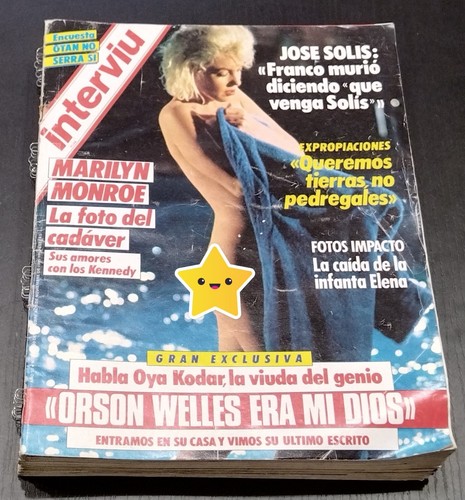 Encuesta
OTAN NO
SERRA SI
interviu
JOSE SOLIS:
«Franco murió
diciendo «que
venga Solís»»
EXPROPIACIONES
«Queremos
tierras, no
pedregales»
MARILYN
MONROE
La foto del
cadáver
Sus amores
con los Kennedy
FOTOS IMPACTO
La caída de la
infanta Elena
GRAN EXCLUSIVA
Habla Oya Kodar, la viuda del genio
«ORSON WELLES ERA MI DIOS»
ENTRAMOS EN SU CASA Y VIMOS SU ULTIMO ESCRITO